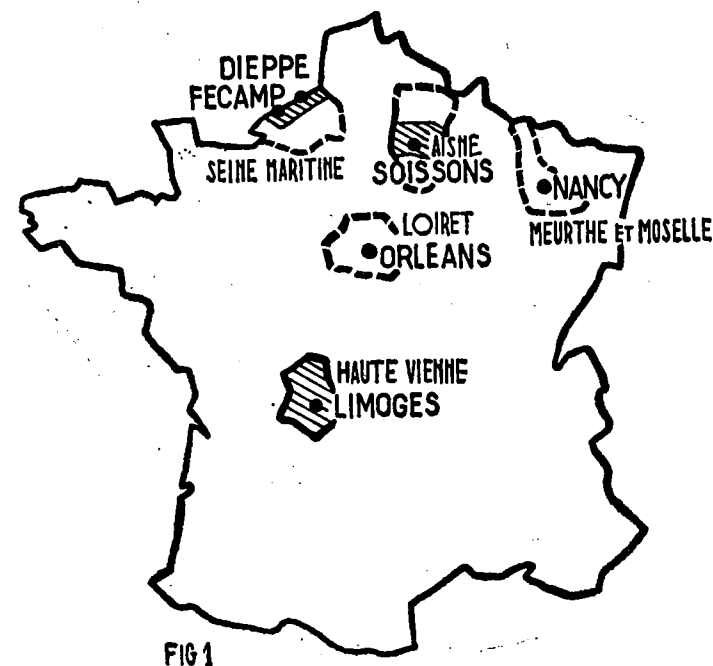 DIEPPE
FECAMP
SEINE MARITINE
AISNE
SOISSONS
NANCY
MEURTHE ET MOSELLE
LOIRET
ORLEANS
HAUTE VIENNE
LIMOGES
FIG 1